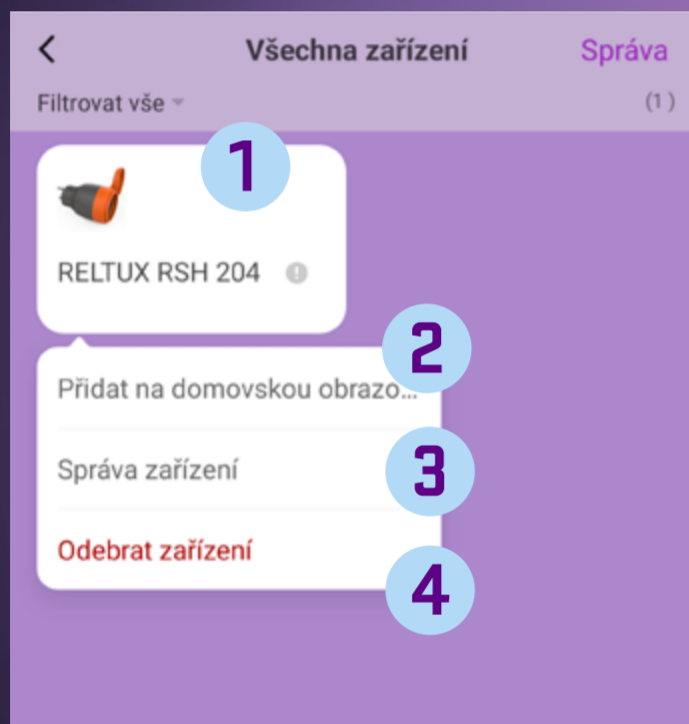 Všechna zařízení
Správa
Filtrovat vše
(1)
1
RELTUX RSH 204
2
Přidat na domovskou obrazo...
Správa zařízení
3
Odebrat zařízení
4